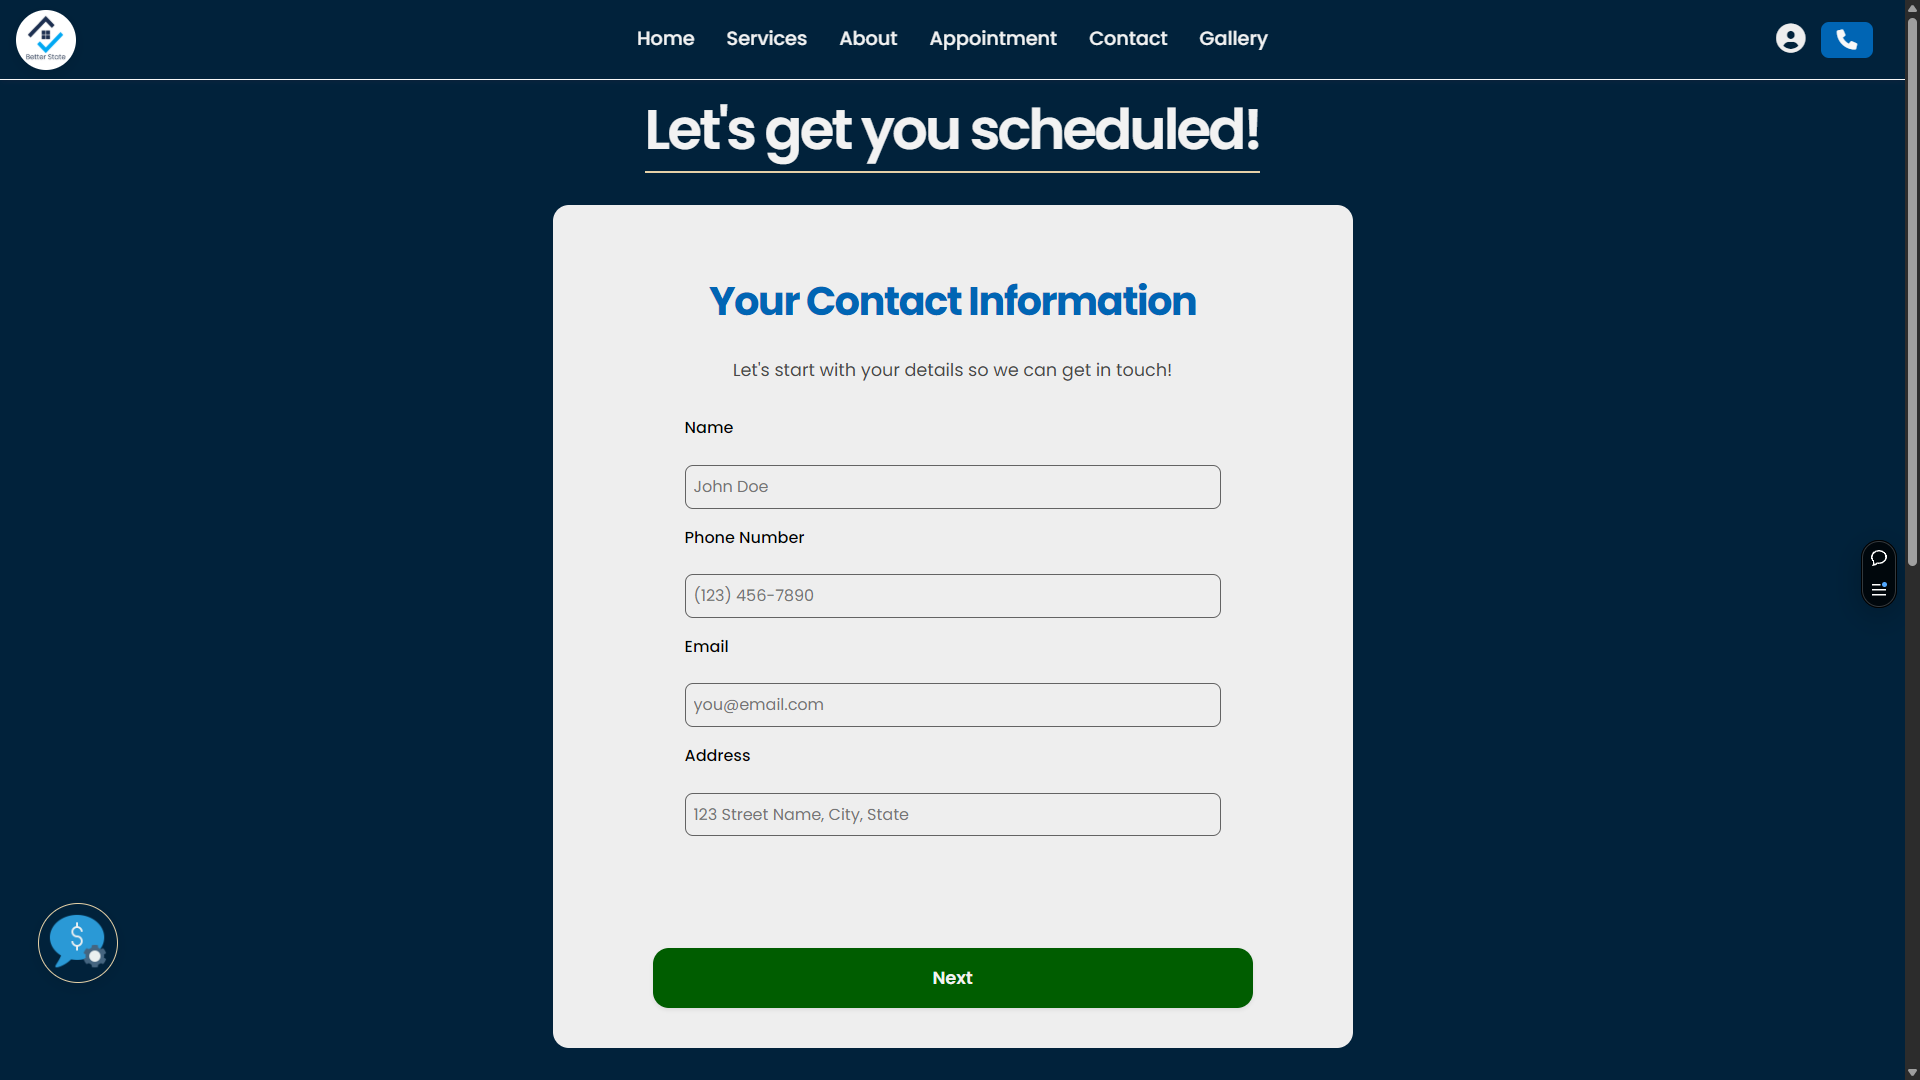 Better State
Home
Services
About
Appointment
Contact
Gallery
Let's get you scheduled!
Your Contact Information
Let's start with your details so we can get in touch!
Name
John Doe
Phone Number
(123) 456-7890
Email
you@email.com
Address
123 Street Name, City, State
$
Next